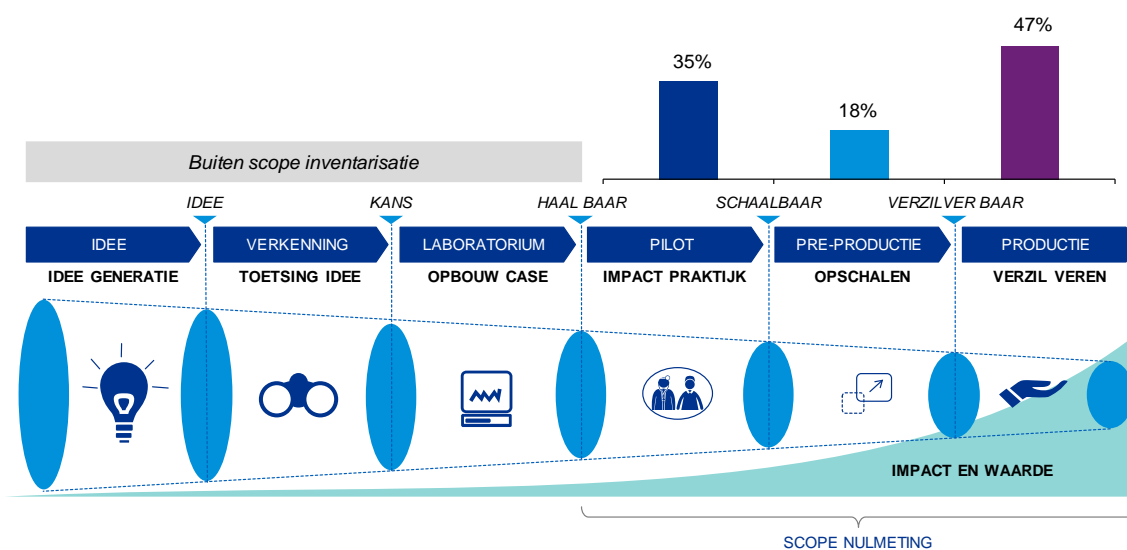 47%
35%
18%
Buiten scope inventarisatie
IDEE
KANS
HAAL BAAR
SCHAALBAAR
VERZILVER BAAR
IDEE
VERKENNING
LABORATORIUM
PILOT
PRE-PRODUCTIE
PRODUCTIE
IDEE GENERATIE
TOETSING IDEE
OPBOUW CASE
IMPACT PRAKTIJK
OPSCHALEN
VERZIL VEREN
IMPACT EN WAARDE
SCOPE NULMETING